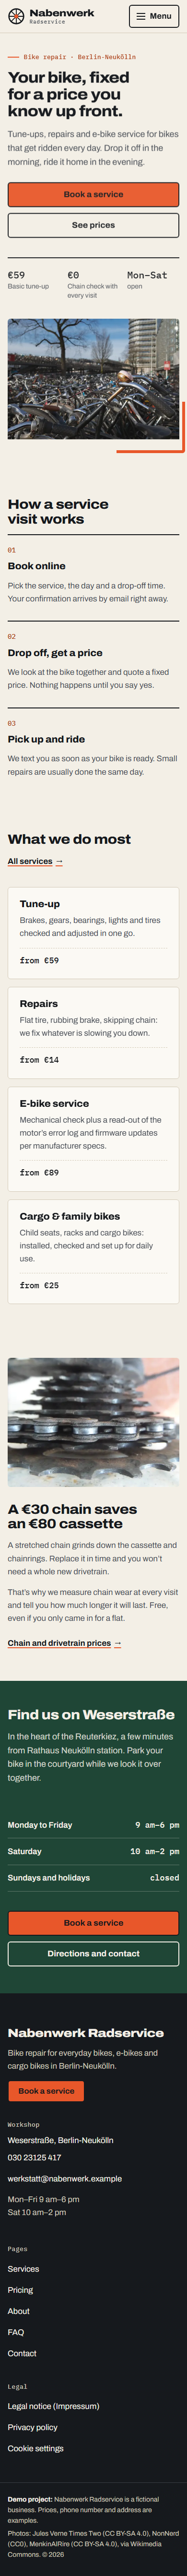 Nabenwerk
Radservice
Menu
Bike repair · Berlin-Neukölln
Your bike, fixed
for a price you
know up front.
Tune-ups, repairs and e-bike service for bikes
that get ridden every day. Drop it off in the
morning, ride it home in the evening.
Book a service
See prices
€59
Basic tune-up
€0
Chain check with
every visit
Mon–Sat
open
How a service
visit works
01
Book online
Pick the service, the day and a drop-off time.
Your confirmation arrives by email right away.
02
Drop off, get a price
We look at the bike together and quote a fixed
price. Nothing happens until you say yes.
03
Pick up and ride
We text you as soon as your bike is ready. Small
repairs are usually done the same day.
What we do most
All services →
Tune-up
Brakes, gears, bearings, lights and tires
checked and adjusted in one go.
from €59
Repairs
Flat tire, rubbing brake, skipping chain:
we fix whatever is slowing you down.
from €14
E-bike service
Mechanical check plus a read-out of the
motor's error log and firmware updates
per manufacturer specs.
from €89
Cargo & family bikes
Child seats, racks and cargo bikes:
installed, checked and set up for daily
use.
from €25
A €30 chain saves
an €80 cassette
A stretched chain grinds down the cassette and
chainrings. Replace it in time and you won't
need a whole new drivetrain.
That's why we measure chain wear at every visit
and tell you how much longer it will last. Free,
even if you only came in for a flat.
Chain and drivetrain prices →
Find us on Weserstraße
In the heart of the Reuterkiez, a few minutes
from Rathaus Neukölln station. Park your
bike in the courtyard while we look it over
together.
Monday to Friday 9 am–6 pm
Saturday 10 am–2 pm
Sundays and holidays closed
Book a service
Directions and contact
Nabenwerk Radservice
Bike repair for everyday bikes, e-bikes and
cargo bikes in Berlin-Neukölln.
Book a service
Workshop
Weserstraße, Berlin-Neukölln
030 23125 417
werkstatt@nabenwerk.example
Mon–Fri 9 am–6 pm
Sat 10 am–2 pm
Pages
Services
Pricing
About
FAQ
Contact
Legal
Legal notice (Impressum)
Privacy policy
Cookie settings
Demo project: Nabenwerk Radservice is a fictional
business. Prices, phone number and address are
examples.
Photos: Jules Verne Times Two (CC BY-SA 4.0), NonNerd
(CC0), MenkinAlRire (CC BY-SA 4.0), via Wikimedia
Commons. © 2026